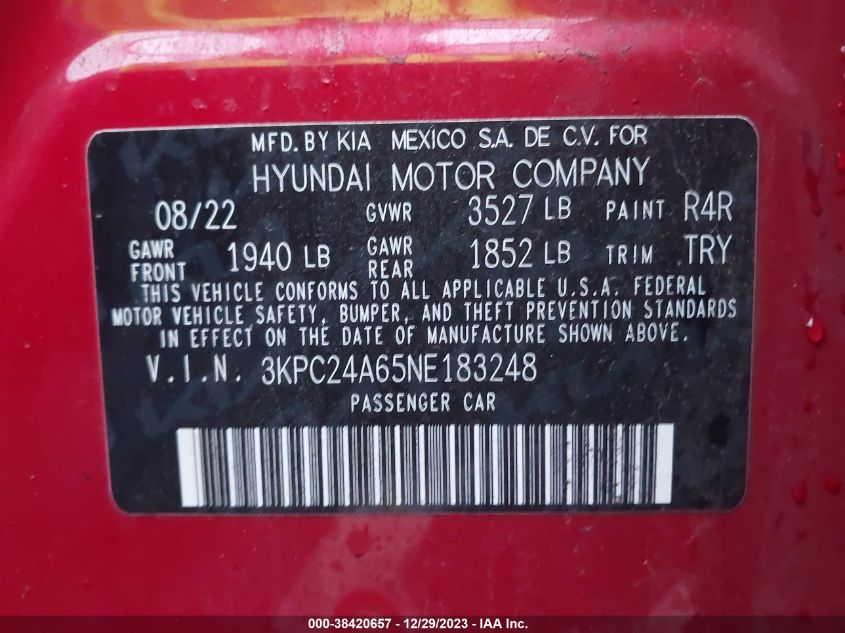 MFD. BY KIA MEXICO S.A. DE C.V. FOR
HYUNDAI MOTOR COMPANY
08/22 GVWR 3527 LB PAINT R4R
GAWR FRONT 1940 LB GAWR REAR 1852 LB TRIM TRY
THIS VEHICLE CONFORMS TO ALL APPLICABLE U.S.A. FEDERAL
MOTOR VEHICLE SAFETY, BUMPER, AND THEFT PREVENTION STANDARDS
IN EFFECT ON THE DATE OF MANUFACTURE SHOWN ABOVE.
V.I.N. 3KPC24A65NE183248
PASSENGER CAR
000-38420657 - 12/29/2023 - IAA Inc.